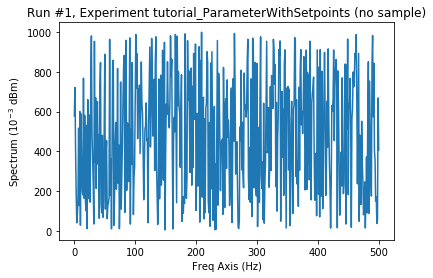 Run #1, Experiment tutorial_ParameterWithSetpoints (no sample)
1000
800
600
400
200
0
Spectrum (10⁻³ dBm)
0 100 200 300 400 500
Freq Axis (Hz)